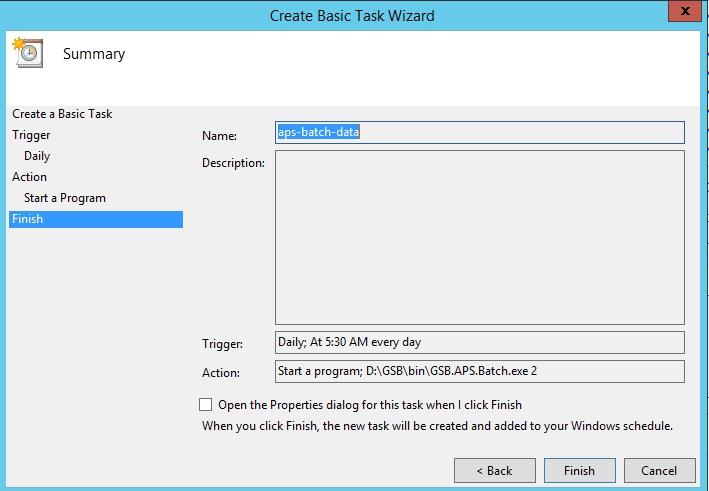 Create Basic Task Wizard
x
Summary
Create a Basic Task
Trigger
Daily
Action
Start a Program
Finish
Name: aps-batch-data
Description:
Trigger: Daily; At 5:30 AM every day
Action: Start a program; D:\GSB\bin\GSB.APS.Batch.exe 2
Open the Properties dialog for this task when I click Finish
When you click Finish, the new task will be created and added to your Windows schedule.
< Back Finish Cancel